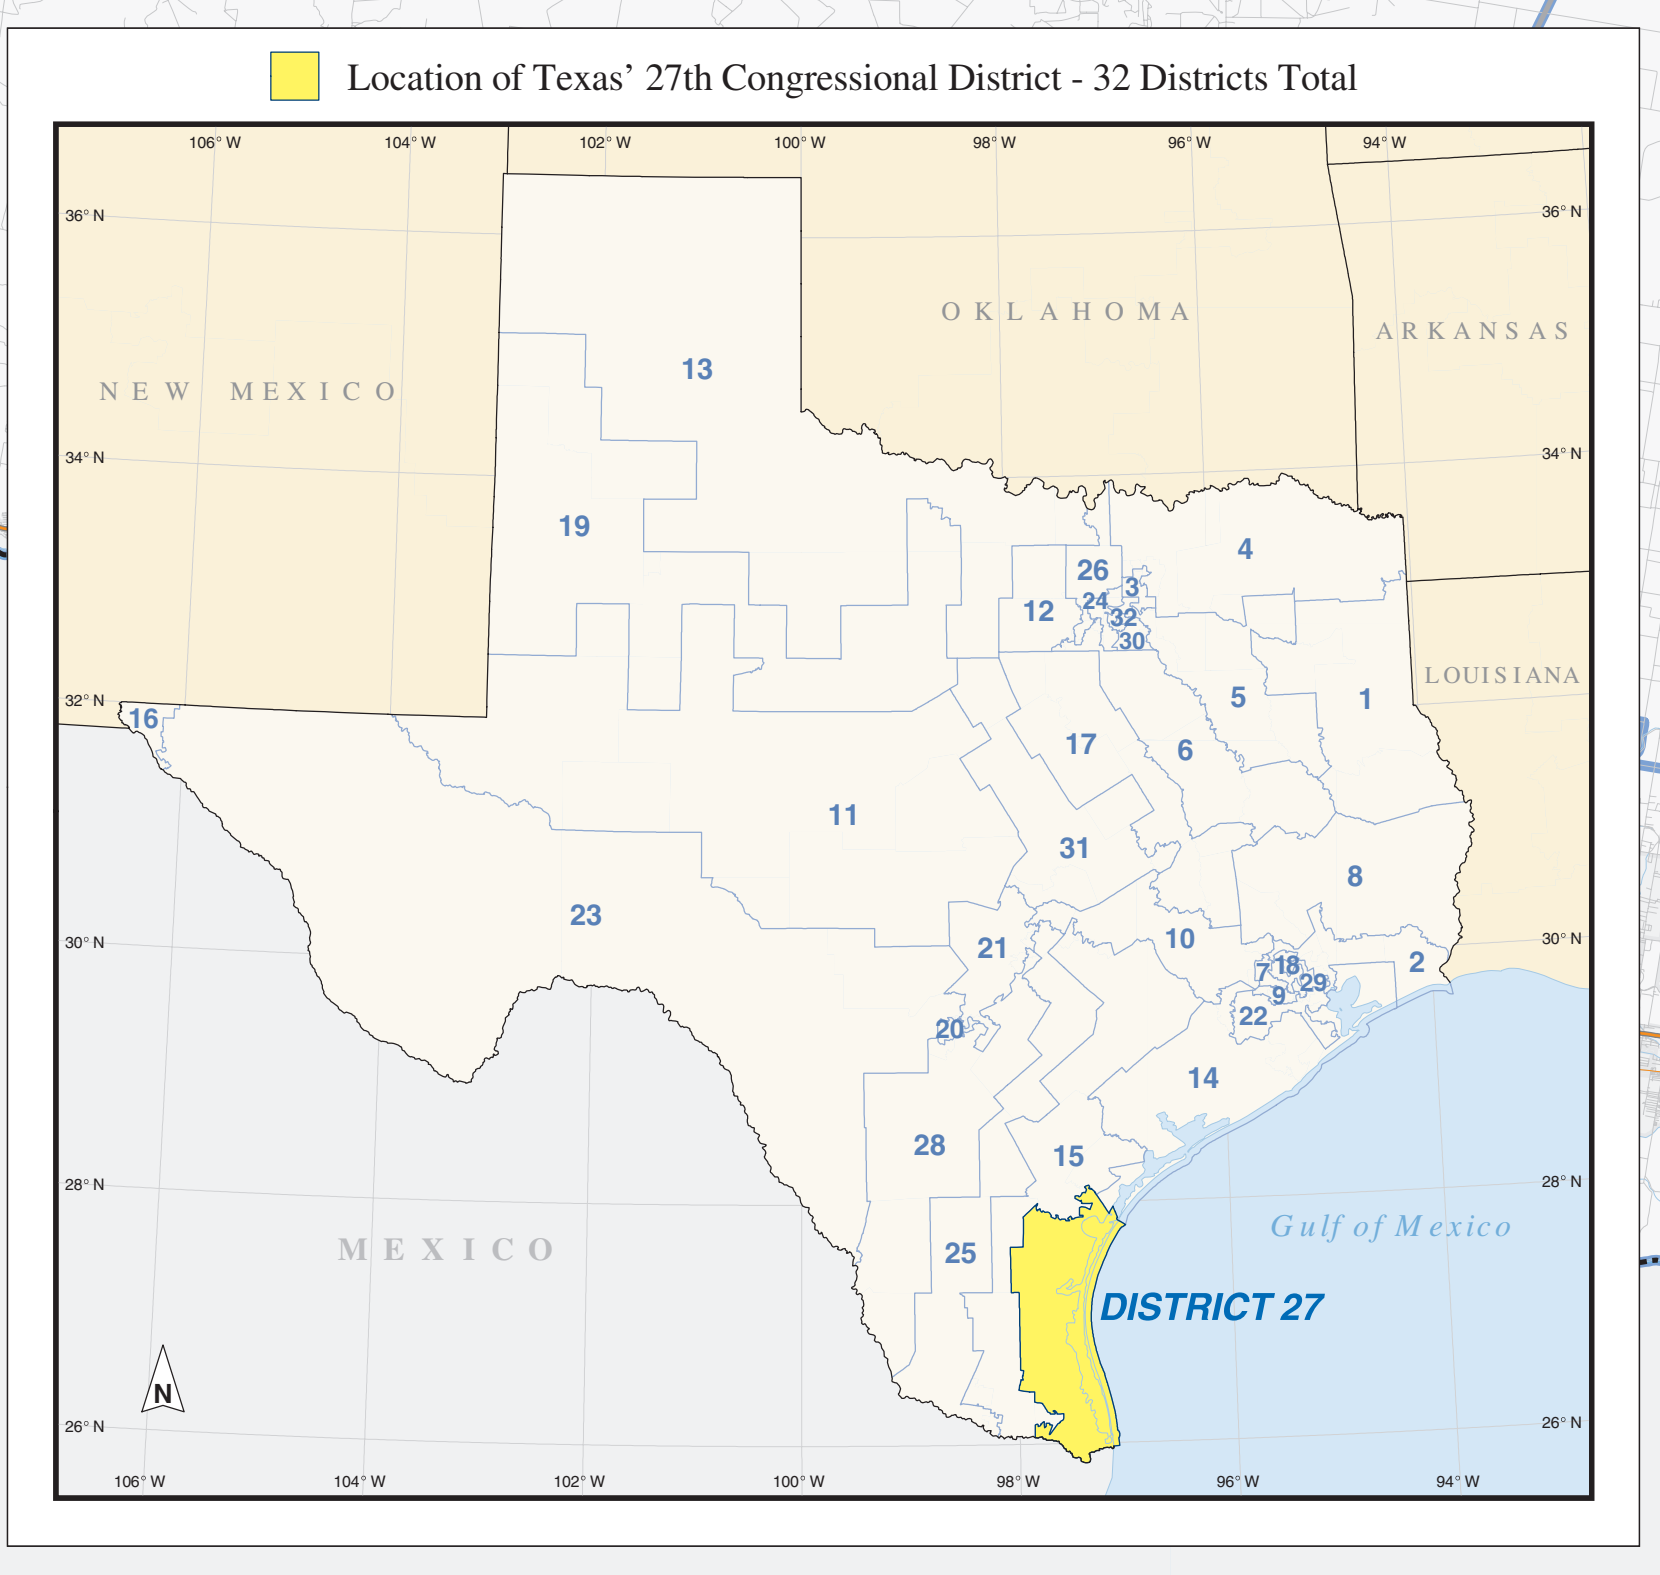 Location of Texas’ 27th Congressional District - 32 Districts Total
106° W 104° W 102° W 100° W 98° W 96° W 94° W
36° N 36° N
OKLAHOMA
ARKANSAS
13
NEW MEXICO
34° N 34° N
19
4
26
3
24
12
32
30
LOUISIANA
32° N
5
1
16
17
6
11
31
8
23
30° N 30° N
10
21
2
18
7
29
9
22
20
14
28
15
28° N 28° N
Gulf of Mexico
MEXICO
25
DISTRICT 27
N
26° N 26° N
106° W 104° W 102° W 100° W 98° W 96° W 94° W